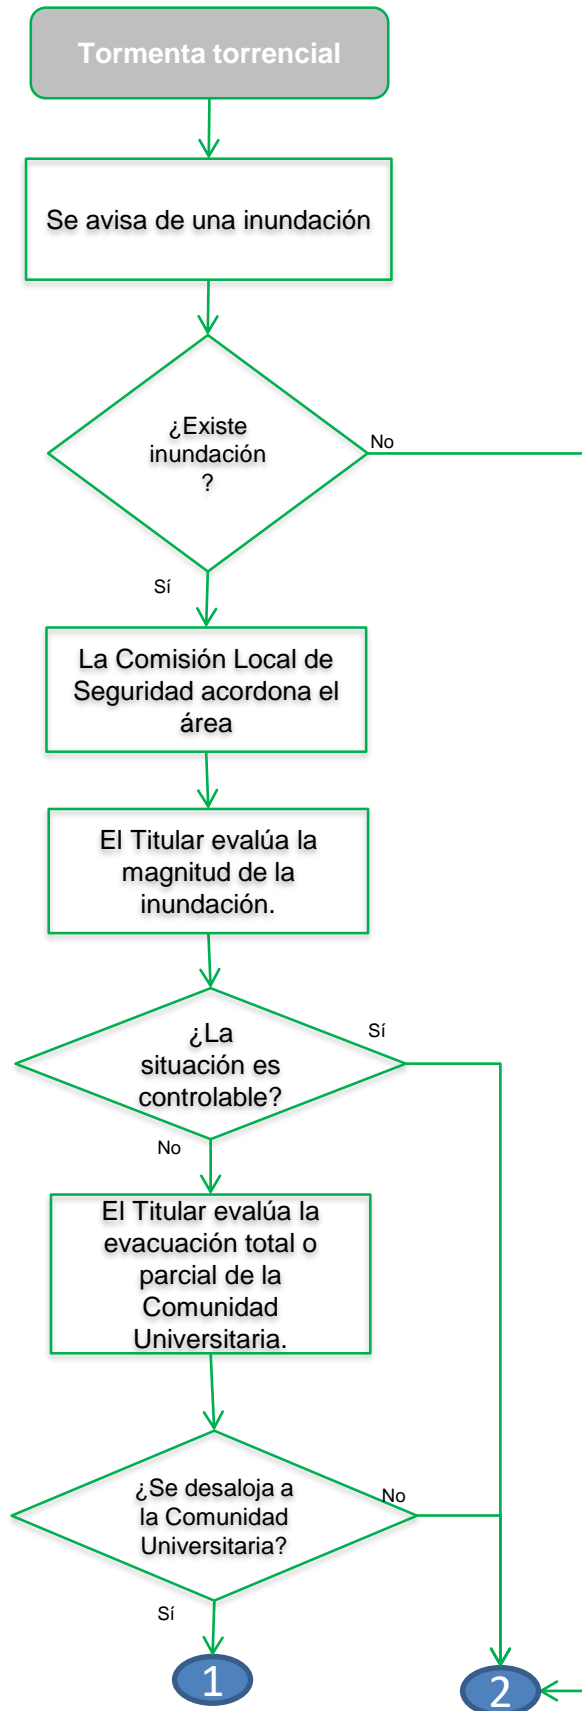 Tormenta torrencial
Se avisa de una inundación
¿Existe
inundación
?
No
Sí
La Comisión Local de
Seguridad acordona el
área
El Titular evalúa la
magnitud de la
inundación.
¿La
situación es
controlable?
Sí
No
El Titular evalúa la
evacuación total o
parcial de la
Comunidad
Universitaria.
¿Se desaloja a
la Comunidad
Universitaria?
No
Sí
1
2